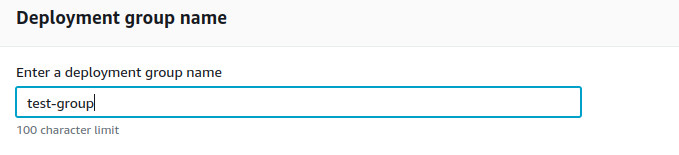 Deployment group name
Enter a deployment group name
test-group
100 character limit